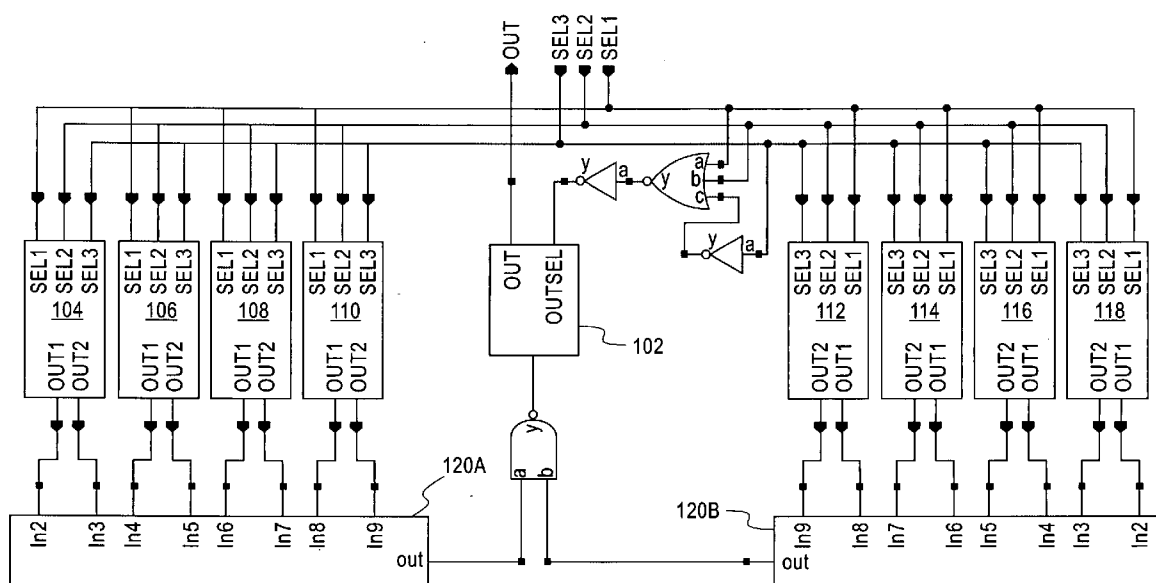 OUT SEL3 SEL2 SEL1
y a y a b c
y a
SEL1 SEL2 SEL3 SEL1 SEL2 SEL3 SEL1 SEL2 SEL3 SEL1 SEL2 SEL3 OUT OUTSEL SEL3 SEL2 SEL1 SEL3 SEL2 SEL1 SEL3 SEL2 SEL1 SEL3 SEL2 SEL1
104 106 108 110 112 114 116 118
102
OUT1 OUT2 OUT1 OUT2 OUT1 OUT2 OUT1 OUT2 OUT2 OUT1 OUT2 OUT1 OUT2 OUT1 OUT2 OUT1
y
a b
120A
120B
In2 In3 In4 In5 In6 In7 In8 In9 In9 In8 In7 In6 In5 In4 In3 In2
out out